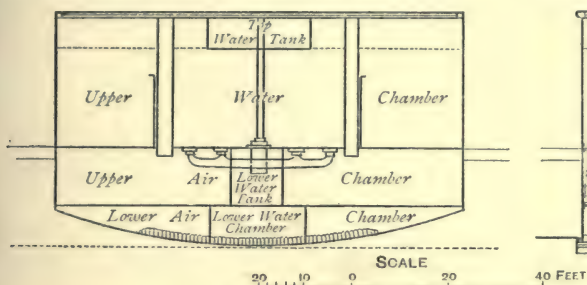 Top
Water Tank
Upper Water Chamber
Upper Air Chamber
Lower
Water
Tank
Lower Air Chamber
Lower Water
Chamber
SCALE
20 10 0 20 40 FEET